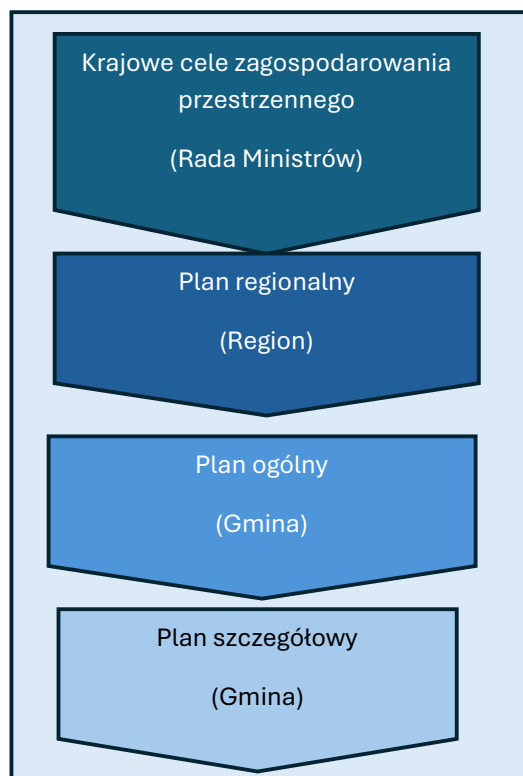 Krajowe cele zagospodarowania
przestrzennego
(Rada Ministrów)
Plan regionalny
(Region)
Plan ogólny
(Gmina)
Plan szczegółowy
(Gmina)